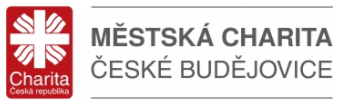 Charita
Česká republika
MĚSTSKÁ CHARITA
ČESKÉ BUDĚJOVICE